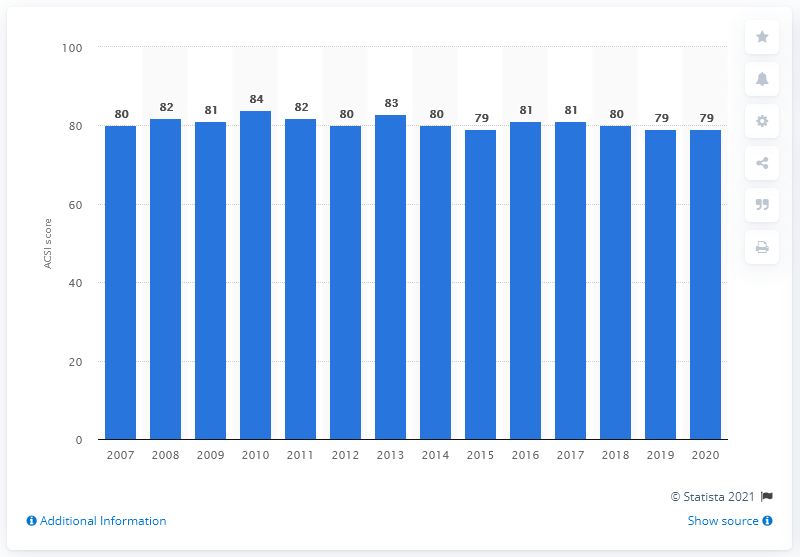 100
80
60
40
20
0
ACSI score
80 82 81 84 82 80 83 80 79 81 81 80 79 79
2007 2008 2009 2010 2011 2012 2013 2014 2015 2016 2017 2018 2019 2020
© Statista 2021
Additional Information
Show source